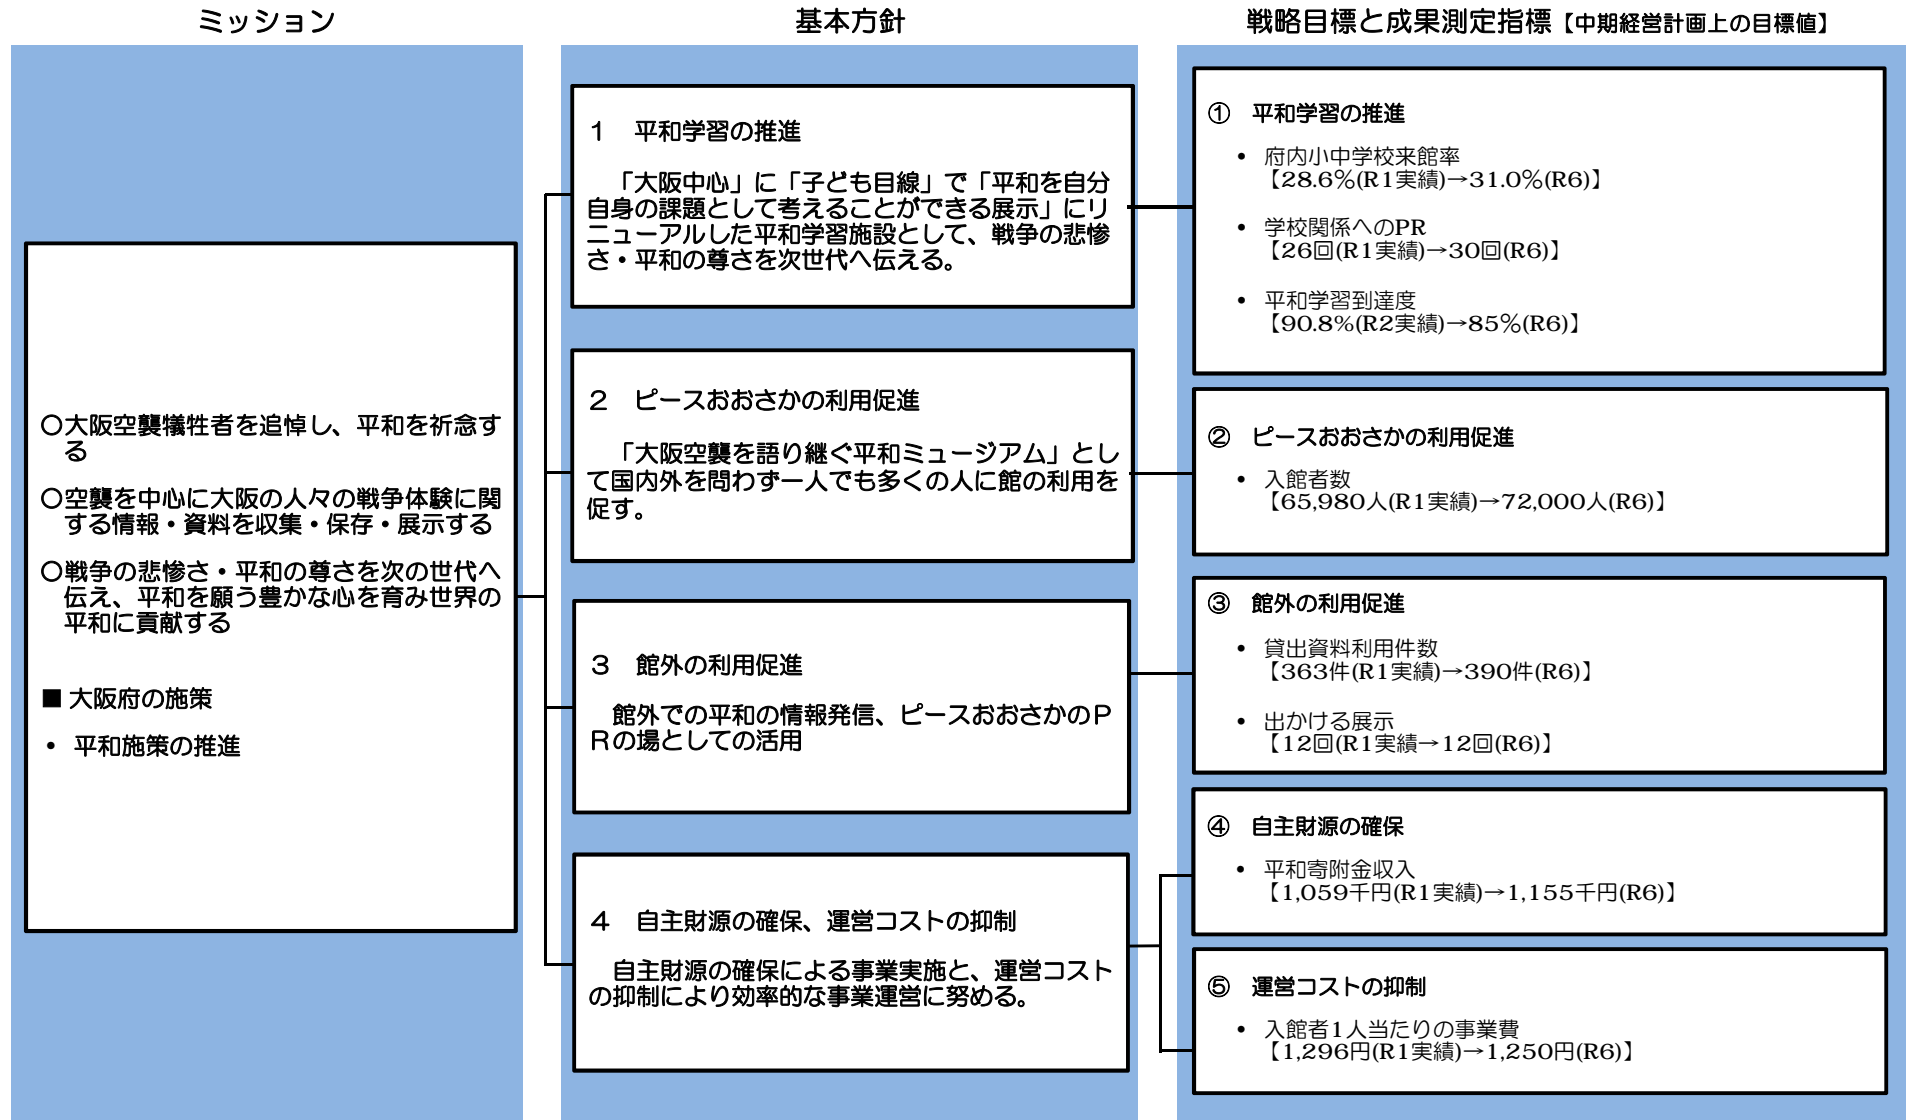 ミッション
基本方針
戦略目標と成果測定指標【中期経営計画上の目標値】
○大阪空襲犠牲者を追悼し、平和を祈念す
る
○空襲を中心に大阪の人々の戦争体験に関
する情報・資料を収集・保存・展示する
○戦争の悲惨さ・平和の尊さを次の世代へ
伝え、平和を願う豊かな心を育み世界の
平和に貢献する
■ 大阪府の施策
• 平和施策の推進
1 平和学習の推進
「大阪中心」に「子ども目線」で「平和を自分
自身の課題として考えることができる展示」にリ
ニューアルした平和学習施設として、戦争の悲惨
さ・平和の尊さを次世代へ伝える。
2 ピースおおさかの利用促進
「大阪空襲を語り継ぐ平和ミュージアム」とし
て国内外を問わず一人でも多くの人に館の利用を
促す。
3 館外の利用促進
館外での平和の情報発信、ピースおおさかのP
Rの場としての活用
4 自主財源の確保、運営コストの抑制
自主財源の確保による事業実施と、運営コスト
の抑制により効率的な事業運営に努める。
① 平和学習の推進
• 府内小中学校来館率
【28.6%(R1実績)→31.0%(R6)】
• 学校関係へのPR
【26回(R1実績)→30回(R6)】
• 平和学習到達度
【90.8%(R2実績)→85%(R6)】
② ピースおおさかの利用促進
• 入館者数
【65,980人(R1実績)→72,000人(R6)】
③ 館外の利用促進
• 貸出資料利用件数
【363件(R1実績)→390件(R6)】
• 出かける展示
【12回(R1実績→12回(R6)】
④ 自主財源の確保
• 平和寄附金収入
【1,059千円(R1実績)→1,155千円(R6)】
⑤ 運営コストの抑制
• 入館者1人当たりの事業費
【1,296円(R1実績)→1,250円(R6)】